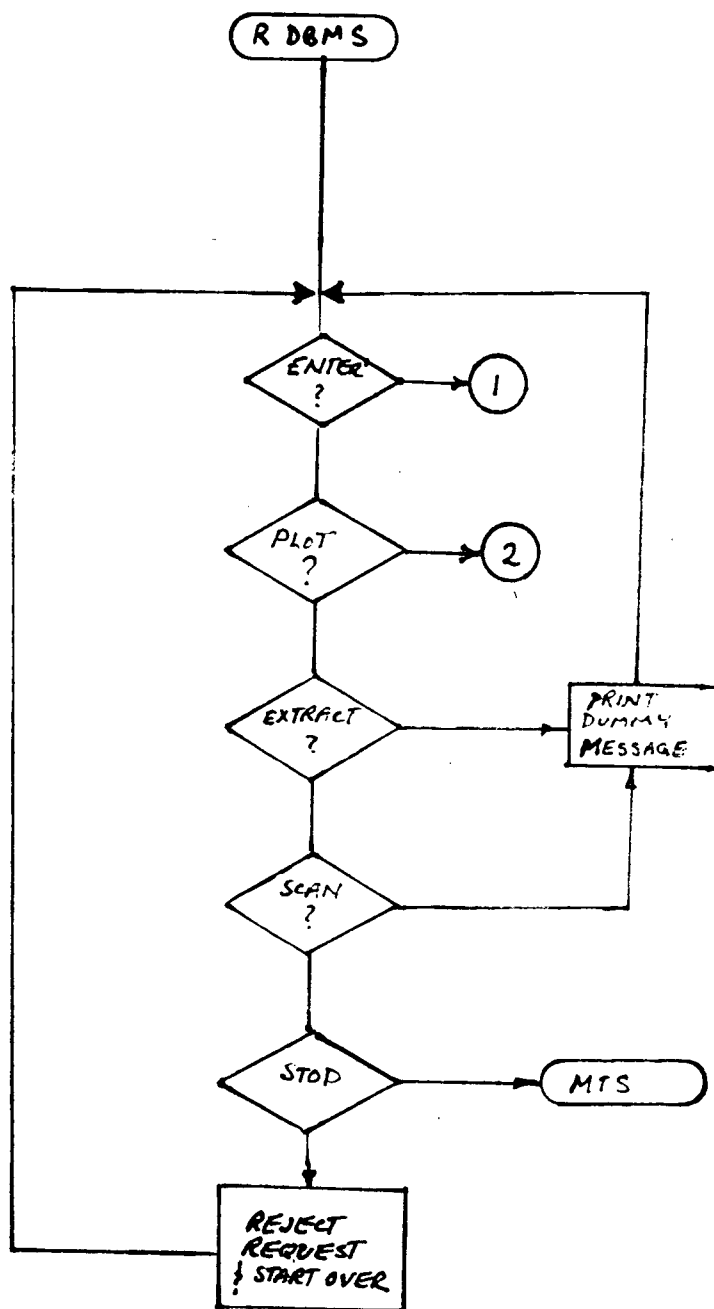 R DBMS
ENTER
?
1
PLOT
?
2
EXTRACT
?
PRINT
DUMMY
MESSAGE
SCAN
?
STOP
MTS
REJECT
REQUEST
& START OVER